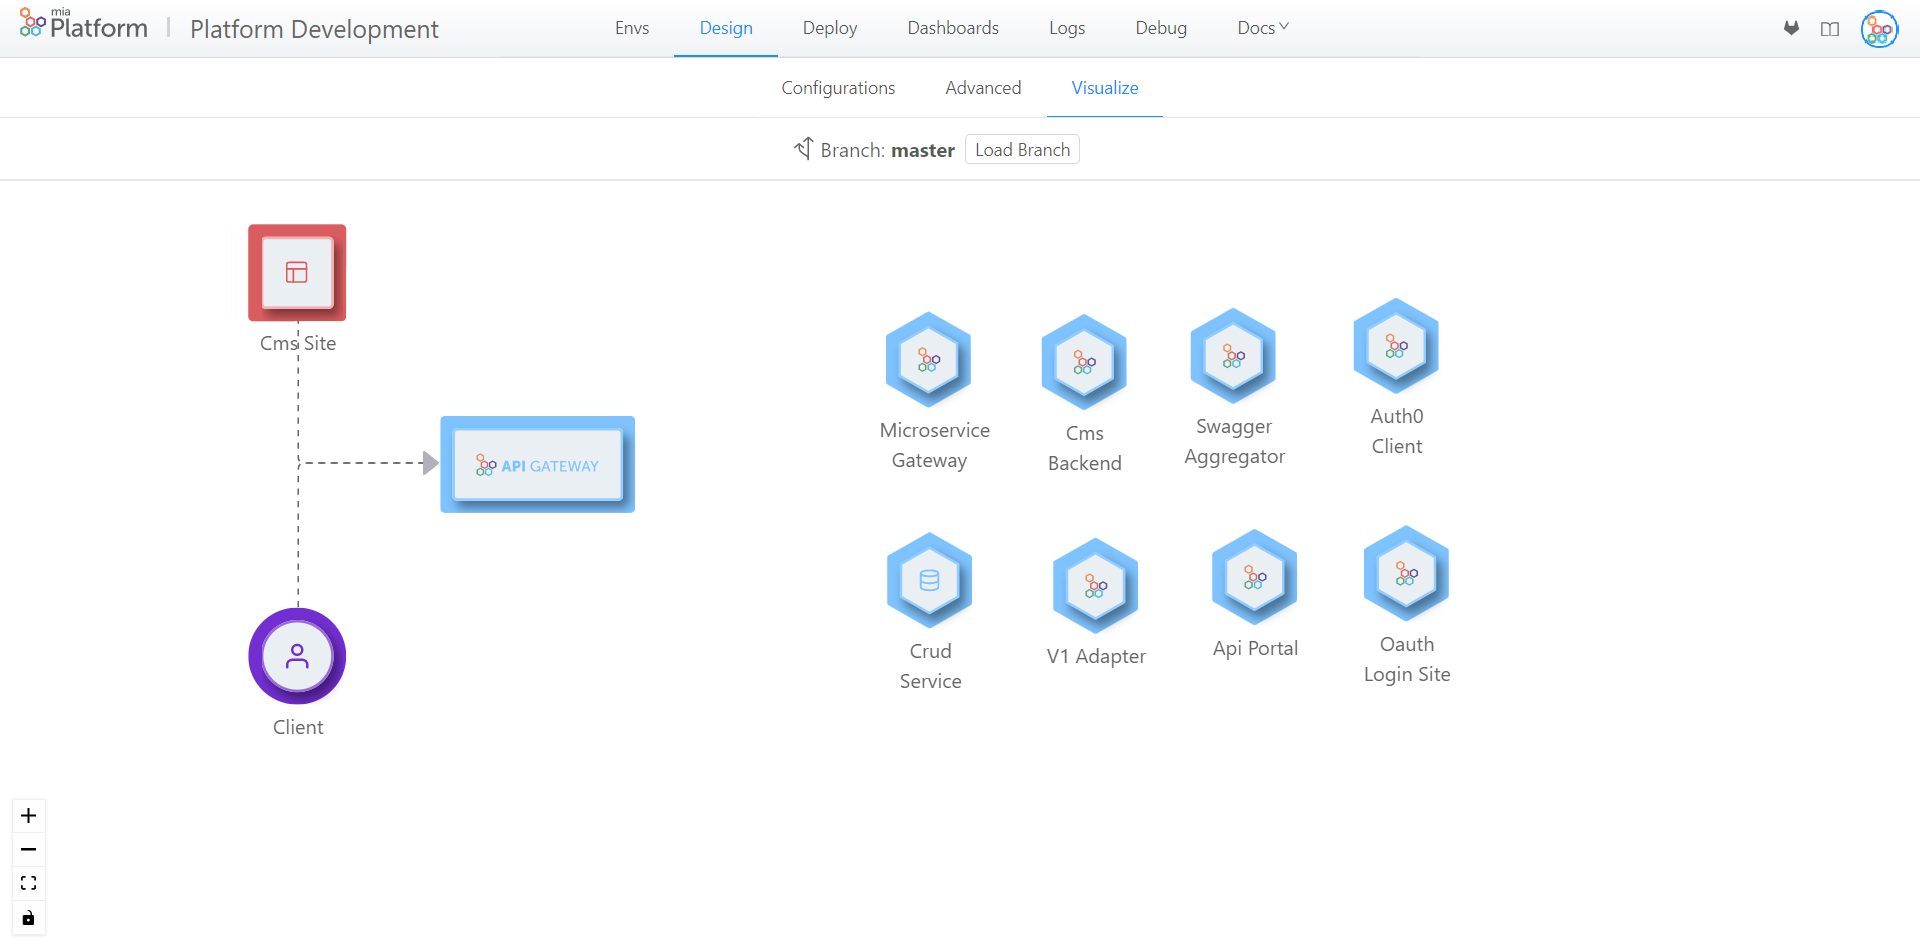 mia
Platform
Platform Development
Envs
Design
Deploy
Dashboards
Logs
Debug
Docs
Configurations
Advanced
Visualize
Branch: master
Load Branch
Cms Site
API GATEWAY
Client
Microservice
Gateway
Cms
Backend
Swagger
Aggregator
Auth0
Client
Crud
Service
V1 Adapter
Api Portal
Oauth
Login Site